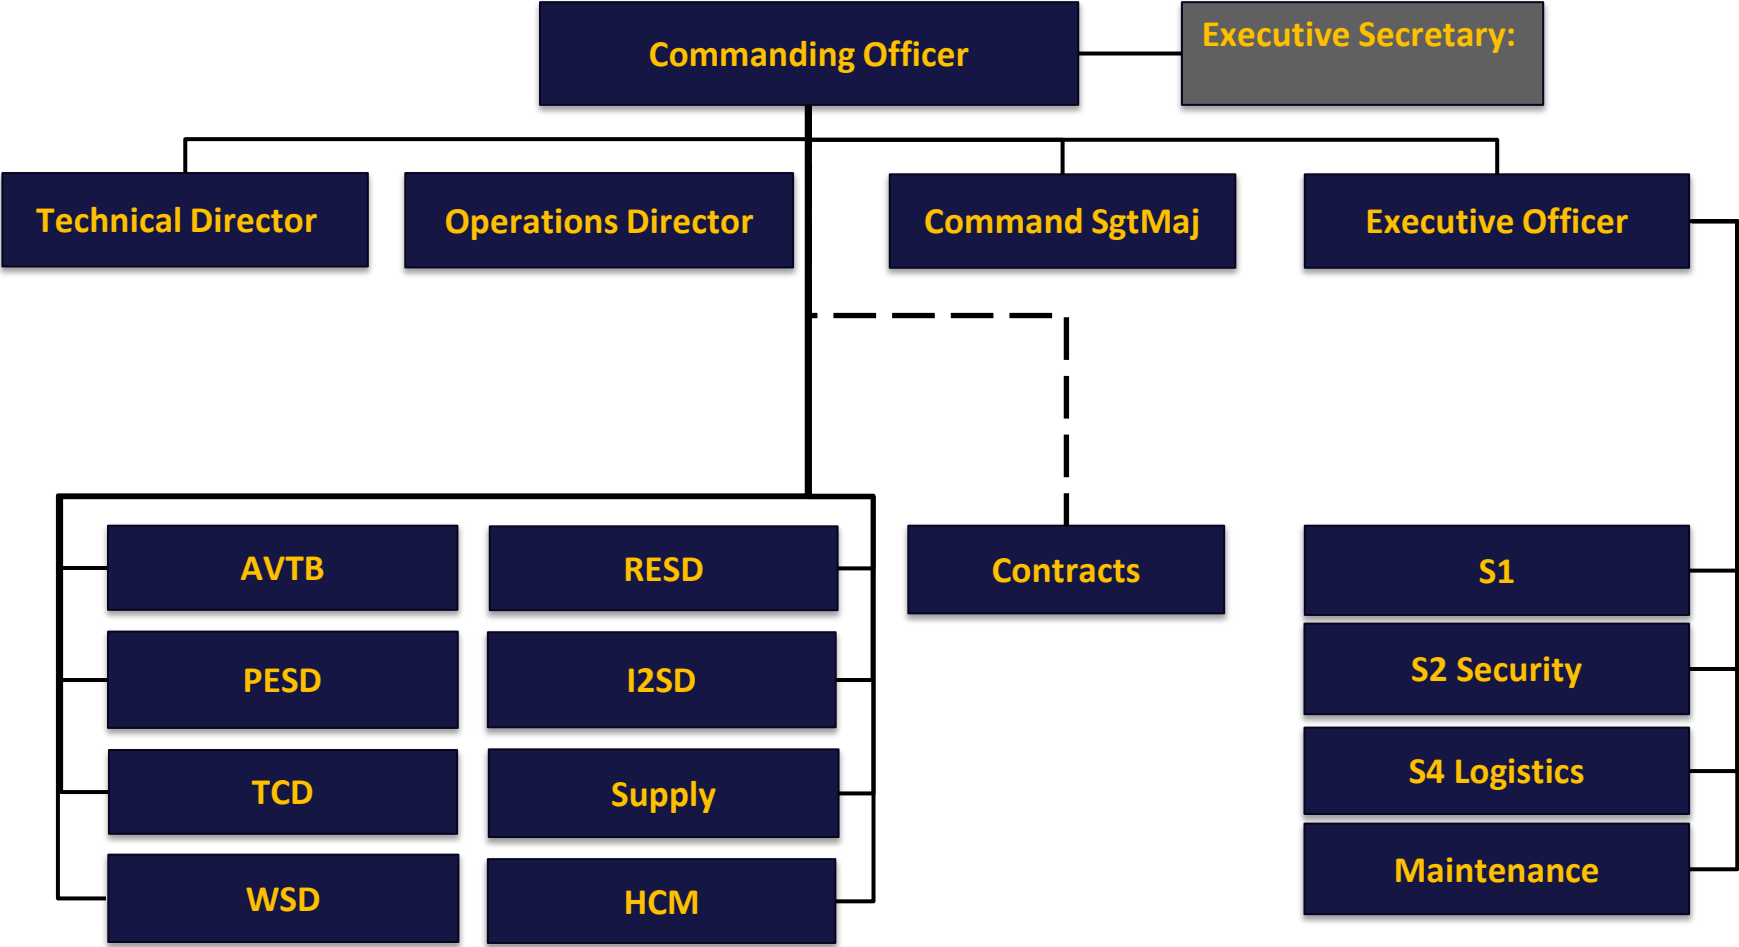 Commanding Officer
Executive Secretary:
Technical Director
Operations Director
Command SgtMaj
Executive Officer
AVTB
RESD
Contracts
S1
PESD
I2SD
S2 Security
TCD
Supply
S4 Logistics
WSD
HCM
Maintenance